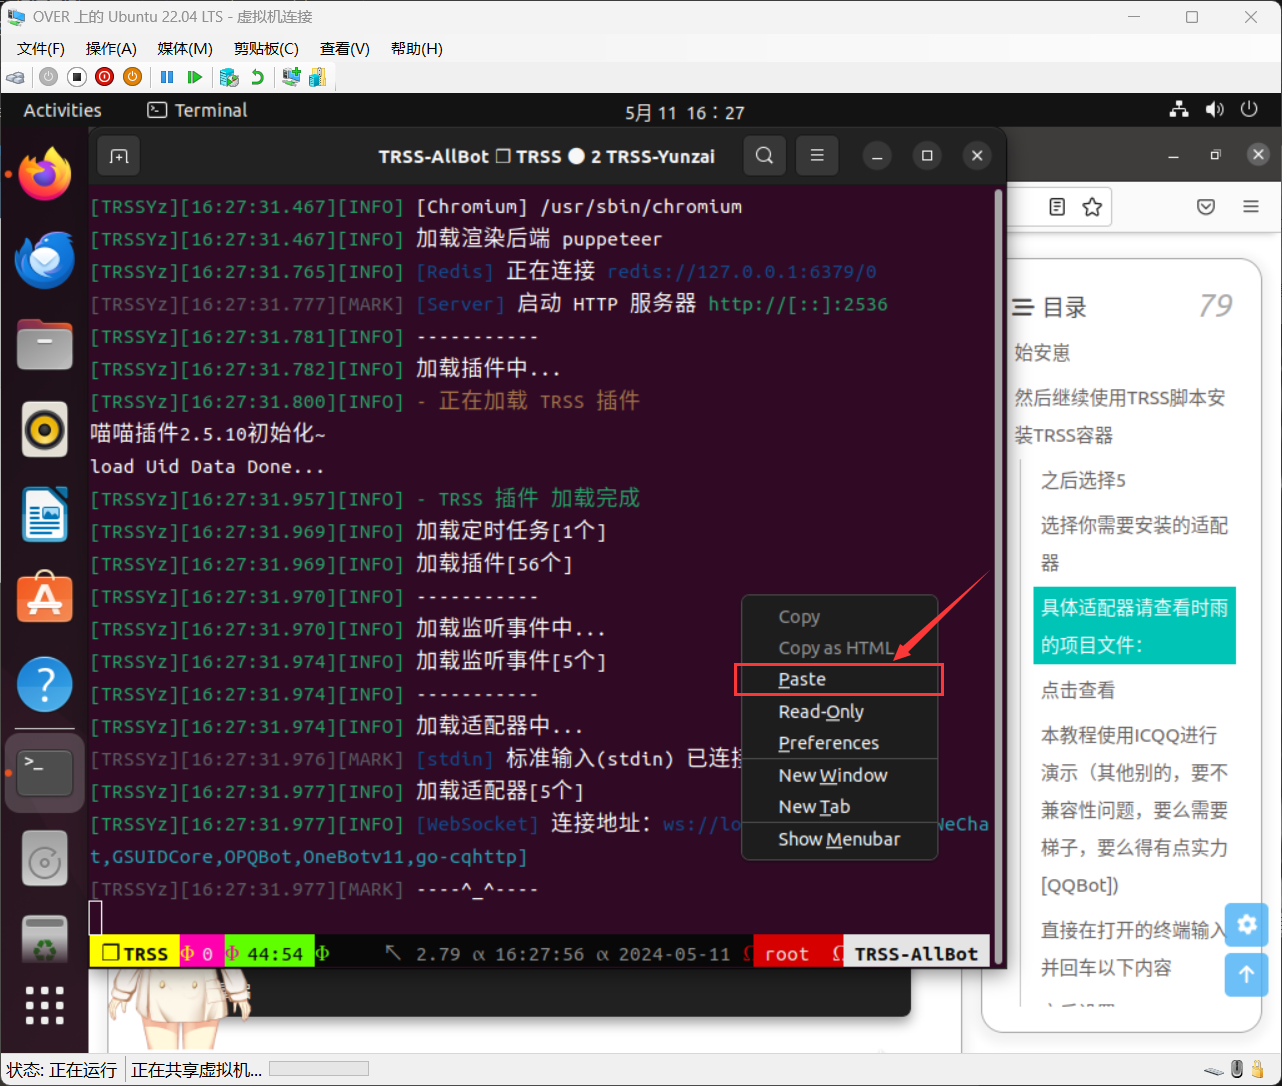 OVER 上的 Ubuntu 22.04 LTS - 虚拟机连接
文件(F) 操作(A) 媒体(M) 剪贴板(C) 查看(V) 帮助(H)
Activities Terminal 5月 11 16：27
TRSS-AllBot ❐ TRSS ● 2 TRSS-Yunzai
[TRSSYz][16:27:31.467][INFO] [Chromium] /usr/sbin/chromium
[TRSSYz][16:27:31.467][INFO] 加载渲染后端 puppeteer
[TRSSYz][16:27:31.765][INFO] [Redis] 正在连接 redis://127.0.0.1:6379/0
[TRSSYz][16:27:31.777][MARK] [Server] 启动 HTTP 服务器 http://[::]:2536
[TRSSYz][16:27:31.781][INFO] -----------
[TRSSYz][16:27:31.782][INFO] 加载插件中...
[TRSSYz][16:27:31.800][INFO] - 正在加载 TRSS 插件
喵喵插件2.5.10初始化~
load Uid Data Done...
[TRSSYz][16:27:31.957][INFO] - TRSS 插件 加载完成
[TRSSYz][16:27:31.969][INFO] 加载定时任务[1个]
[TRSSYz][16:27:31.969][INFO] 加载插件[56个]
[TRSSYz][16:27:31.970][INFO] -----------
[TRSSYz][16:27:31.970][INFO] 加载监听事件中...
[TRSSYz][16:27:31.974][INFO] 加载监听事件[5个]
[TRSSYz][16:27:31.974][INFO] -----------
[TRSSYz][16:27:31.974][INFO] 加载适配器中...
[TRSSYz][16:27:31.976][MARK] [stdin] 标准输入(stdin) 已连接
[TRSSYz][16:27:31.977][INFO] 加载适配器[5个]
[TRSSYz][16:27:31.977][INFO] [WebSocket] 连接地址: ws://lo WeCha
t,GSUIDCore,OPQBot,OneBotv11,go-cqhttp]
[TRSSYz][16:27:31.977][MARK] ----^_^----
❐ TRSS Φ 0 Φ 44:54 Φ ↖ 2.79 α 16:27:56 α 2024-05-11 Ω root Ω TRSS-AllBot
Copy
Copy as HTML
Paste
Read-Only
Preferences
New Window
New Tab
Show Menubar
目录 79
始安崽
然后继续使用TRSS脚本安
装TRSS容器
之后选择5
选择你需要安装的适配
器
具体适配器请查看时雨
的项目文件：
点击查看
本教程使用ICQQ进行
演示（其他别的，要不
兼容性问题，要么需要
梯子，要么得有点实力
[QQBot]）
直接在打开的终端输入
并回车以下内容
状态: 正在运行 正在共享虚拟机...